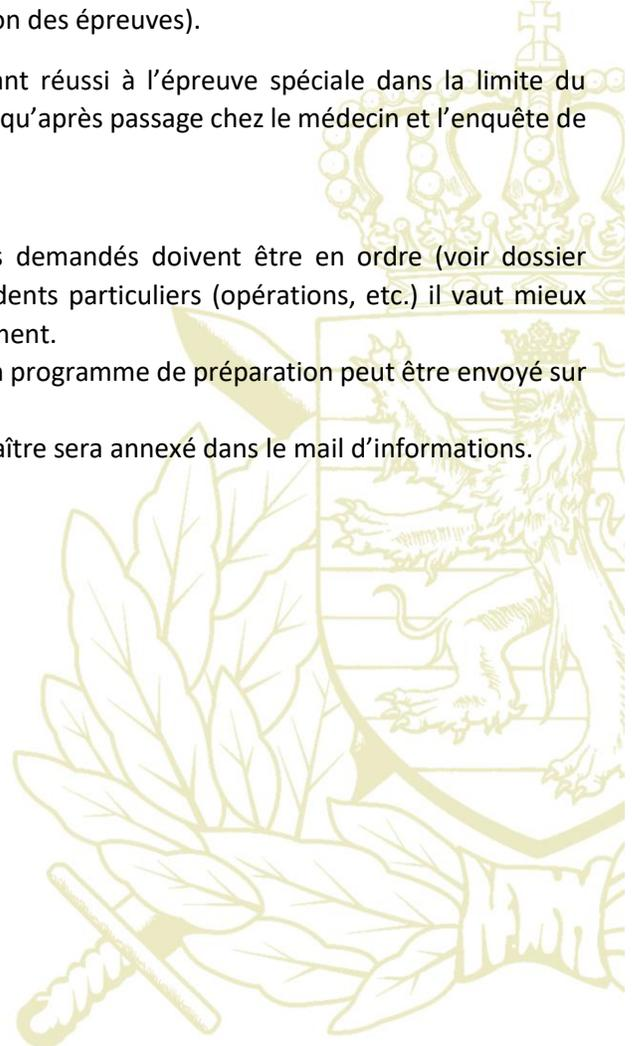 on des épreuves).
ant réussi à l’épreuve spéciale dans la limite du
qu’après passage chez le médecin et l’enquête de
s demandés doivent être en ordre (voir dossier
dents particuliers (opérations, etc.) il vaut mieux
ment.
programme de préparation peut être envoyé sur
aître sera annexé dans le mail d’informations.